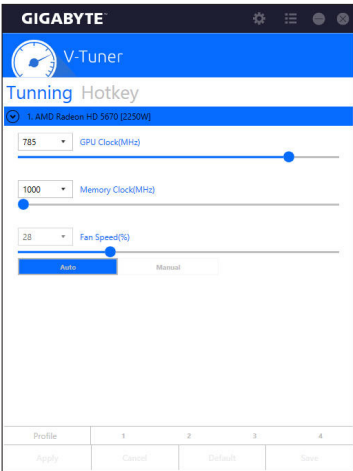 GIGABYTE™
V-Tuner
Tunning Hotkey
1. AMD Radeon HD 5670 [2250W]
785 GPU Clock(MHz)
1000 Memory Clock(MHz)
28 Fan Speed(%)
Auto Manual
Profile 1 2 3 4
Apply Cancel Default Save